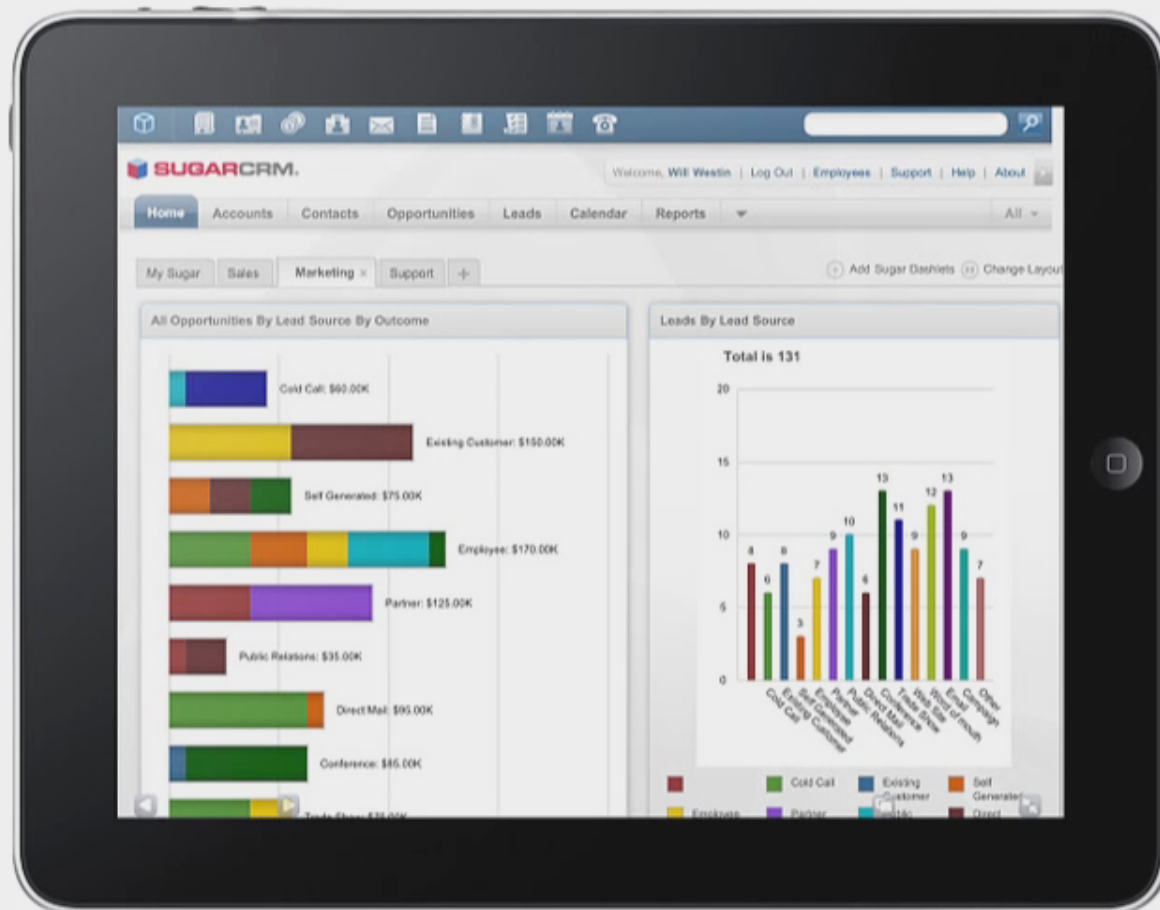 SUGARCRM.
Welcome, Will Westin | Log Out | Employees | Support | Help | About
Home Accounts Contacts Opportunities Leads Calendar Reports All
My Sugar Sales Marketing × Support +
Add Sugar Dashlets Change Layout
All Opportunities By Lead Source By Outcome
Cold Call: $60.00K
Existing Customer: $150.00K
Self Generated: $75.00K
Employee: $170.00K
Partner: $125.00K
Public Relations: $35.00K
Direct Mail: $95.00K
Conference: $85.00K
Trade Show: $75.00K
Leads By Lead Source
Total is 131
20
15
10
5
0
8 6 8 3 7 9 10 6 13 11 9 12 13 9 7
Cold Call
Existing Customer
Self Generated
Employee
Partner
Public Relations
Direct Mail
Conference
Trade Show
Web Site
Word of mouth
Email
Campaign
Other
Cold Call Existing Customer Self Generated
Employee Partner Public Direct